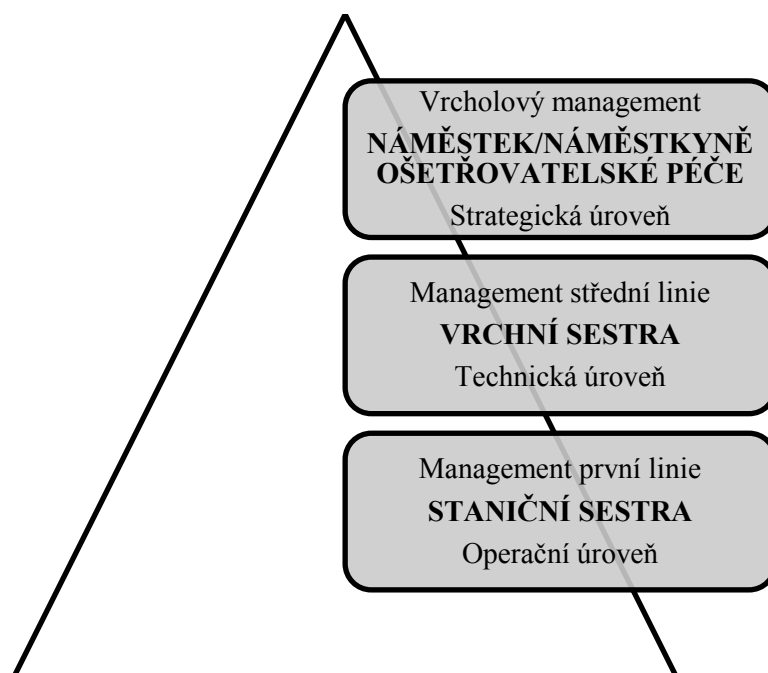 Vrcholový management
NÁMĚSTEK/NÁMĚSTKYNĚ
OŠETŘOVATELSKÉ PÉČE
Strategická úroveň
Management střední linie
VRCHNÍ SESTRA
Technická úroveň
Management první linie
STANIČNÍ SESTRA
Operační úroveň